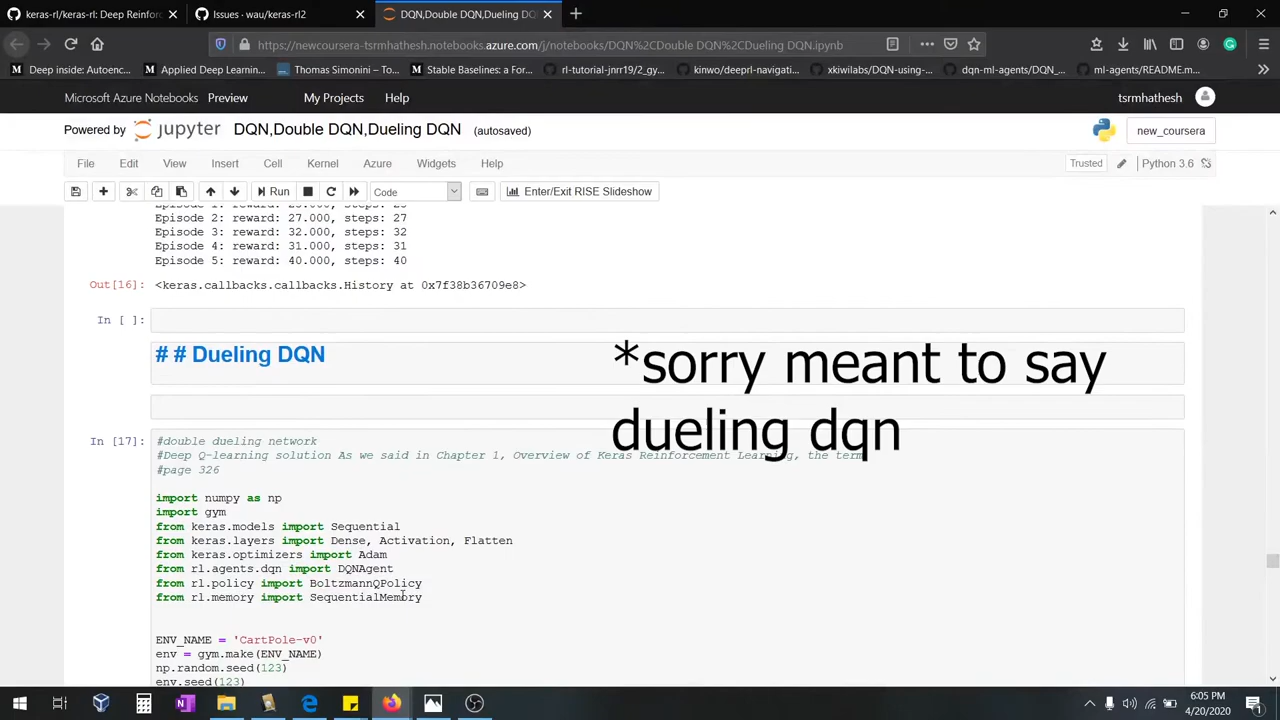 keras-rl/keras-rl: Deep Reinforc
Issues · wau/keras-rl2
DQN,Double DQN,Dueling DQN
https://newcoursera-tsrmhathesh.notebooks.azure.com/j/notebooks/DQN%2CDouble DQN%2CDueling DQN.ipynb
Deep inside: Autoenc...
Applied Deep Learnin...
Thomas Simonini – To...
Stable Baselines: a For...
rl-tutorial-jnrr19/2_gy...
kinwo/deeprl-navigati...
xkiwilabs/DQN-using-...
dqn-ml-agents/DQN_...
ml-agents/README.m...
Microsoft Azure Notebooks
Preview
My Projects
Help
tsrmhathesh
Powered by jupyter
DQN,Double DQN,Dueling DQN (autosaved)
new_coursera
File
Edit
View
Insert
Cell
Kernel
Azure
Widgets
Help
Trusted
Python 3.6
Run
Code
Enter/Exit RISE Slideshow
Episode 2: reward: 27.000, steps: 27
Episode 3: reward: 32.000, steps: 32
Episode 4: reward: 31.000, steps: 31
Episode 5: reward: 40.000, steps: 40
Out[16]: <keras.callbacks.callbacks.History at 0x7f38b36709e8>
In [ ]:
# # Dueling DQN
*sorry meant to say
dueling dqn
In [17]: #double dueling network
#Deep Q-learning solution As we said in Chapter 1, Overview of Keras Reinforcement Learning, the term
#page 326
import numpy as np
import gym
from keras.models import Sequential
from keras.layers import Dense, Activation, Flatten
from keras.optimizers import Adam
from rl.agents.dqn import DQNAgent
from rl.policy import BoltzmannQPolicy
from rl.memory import SequentialMemory
ENV_NAME = 'CartPole-v0'
env = gym.make(ENV_NAME)
np.random.seed(123)
env.seed(123)
6:05 PM
4/20/2020